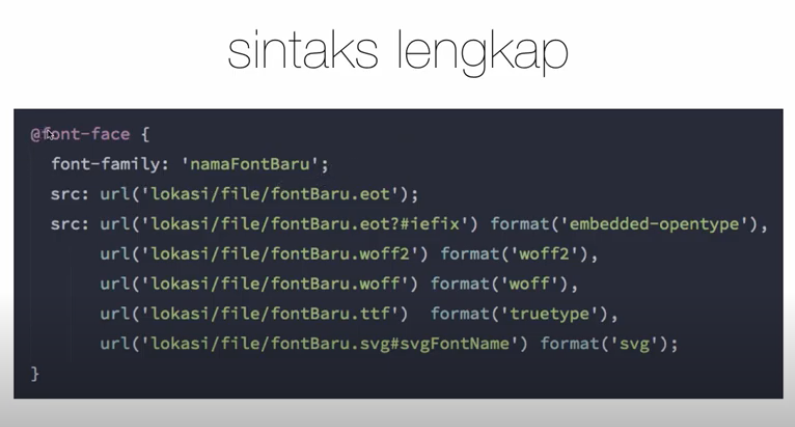 sintaks lengkap
@font-face {
font-family: 'namaFontBaru';
src: url('lokasi/file/fontBaru.eot');
src: url('lokasi/file/fontBaru.eot?#iefix') format('embedded-opentype'),
url('lokasi/file/fontBaru.woff2') format('woff2'),
url('lokasi/file/fontBaru.woff')  format('woff'),
url('lokasi/file/fontBaru.ttf')  format('truetype'),
url('lokasi/file/fontBaru.svg#svgFontName') format('svg');
}